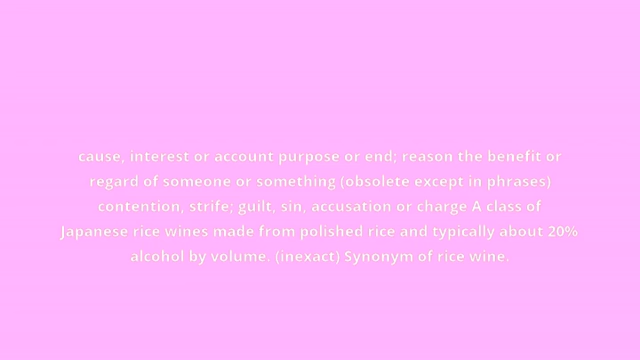 cause, interest or account purpose or end; reason the benefit or
regard of someone or something (obsolete except in phrases)
contention, strife; guilt, sin, accusation or charge A class of
Japanese rice wines made from polished rice and typically about 20%
alcohol by volume. (inexact) Synonym of rice wine.